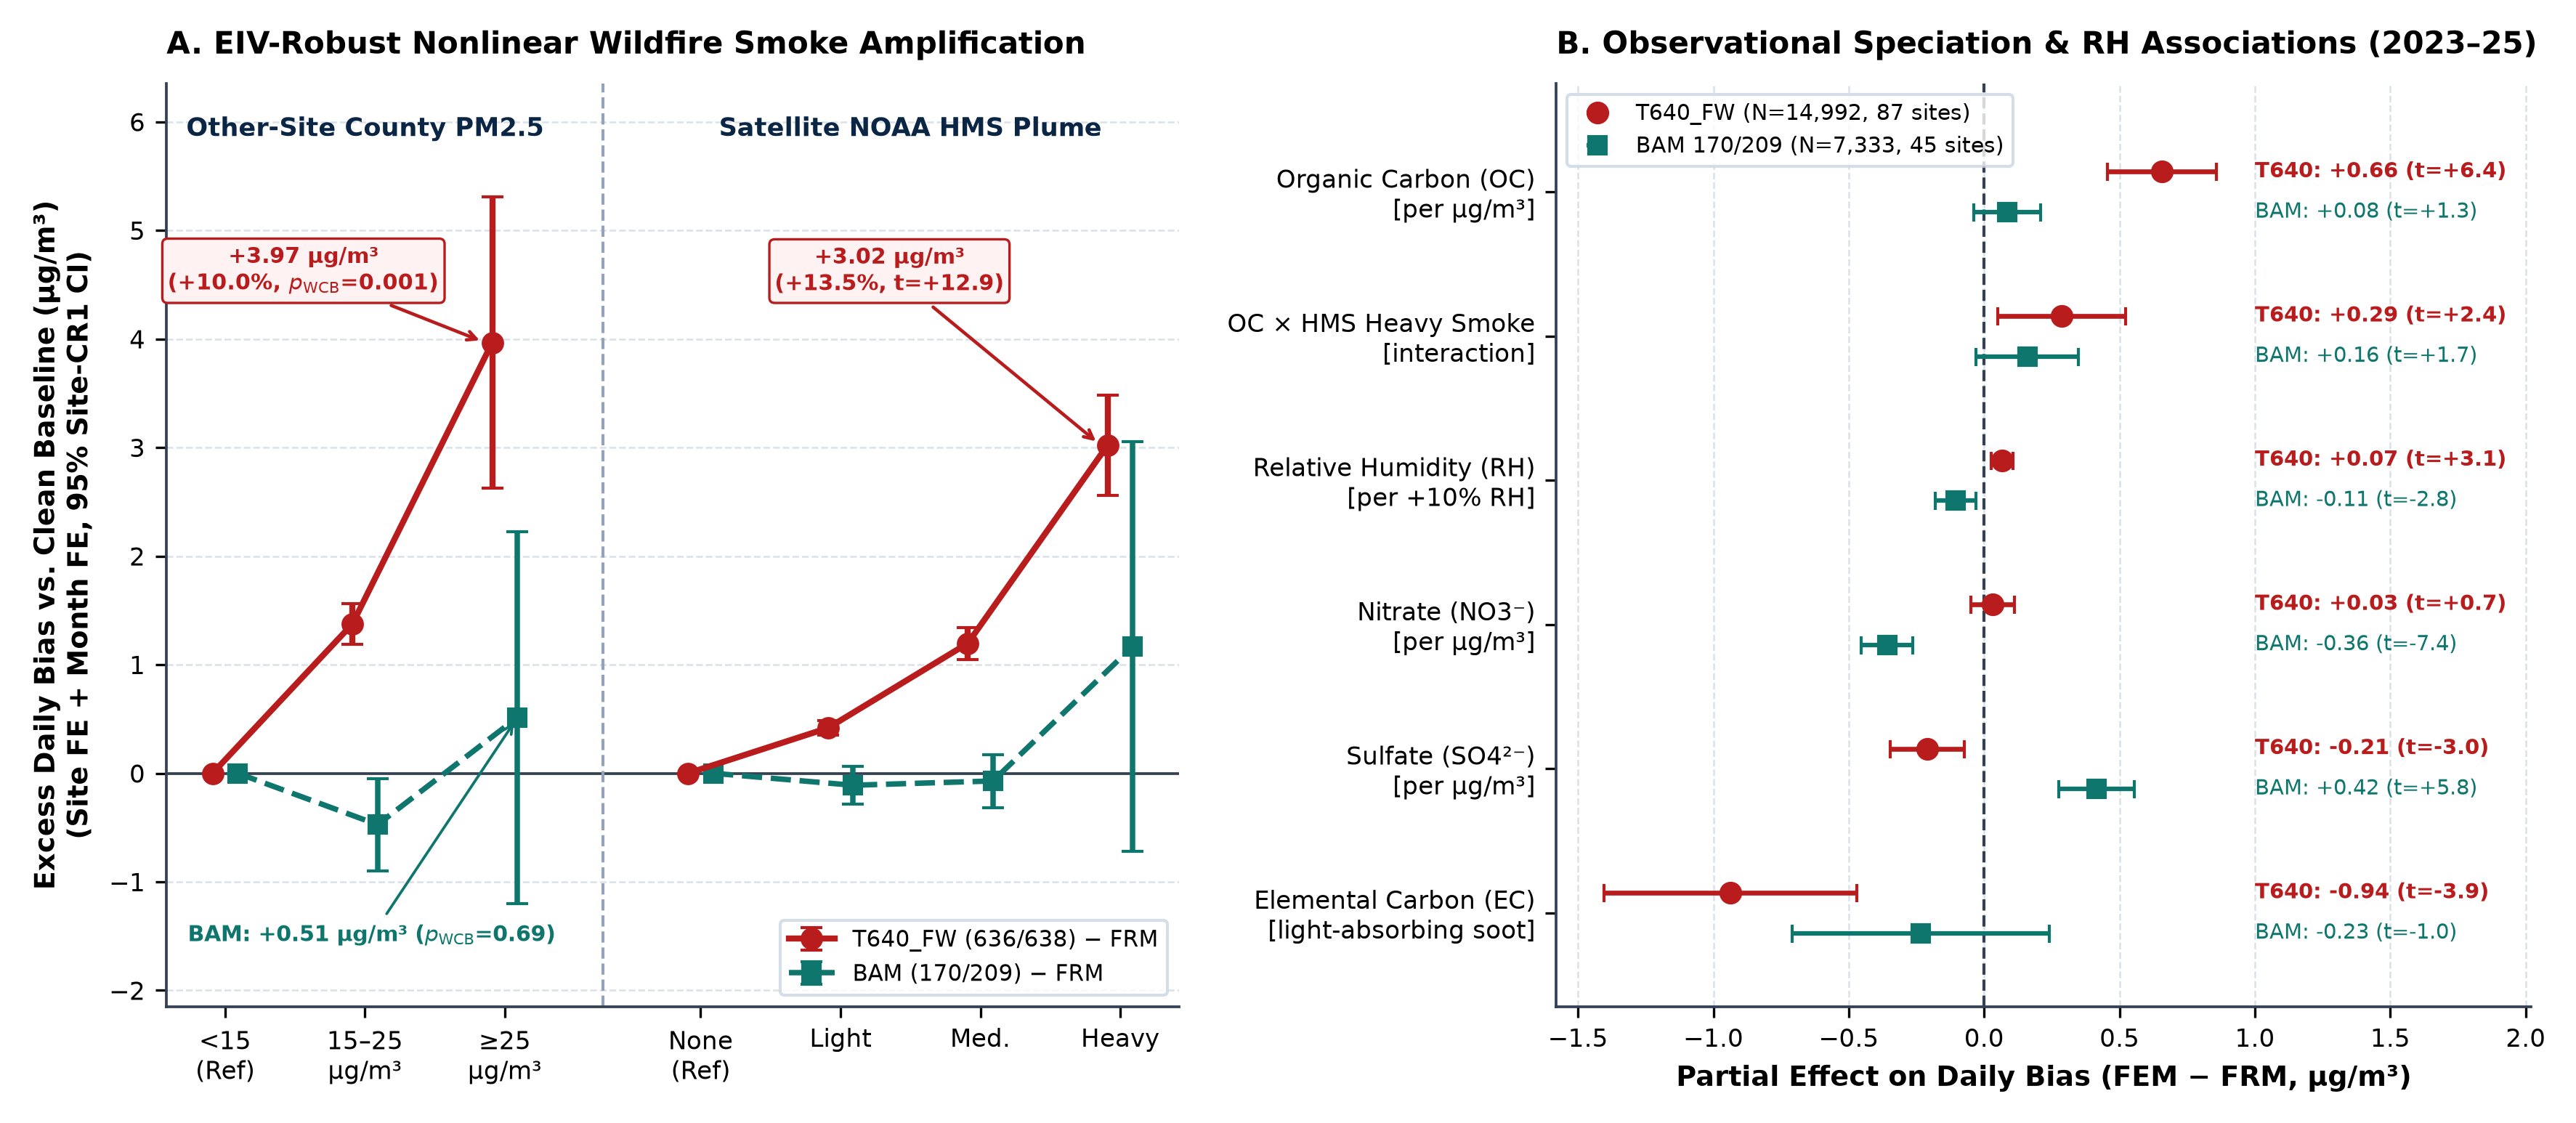 A. EIV-Robust Nonlinear Wildfire Smoke Amplification
Excess Daily Bias vs. Clean Baseline (µg/m³)
(Site FE + Month FE, 95% Site-CR1 CI)
6
5
4
3
2
1
0
−1
−2
Other-Site County PM2.5
Satellite NOAA HMS Plume
+3.97 µg/m³
(+10.0%, pWCB=0.001)
+3.02 µg/m³
(+13.5%, t=+12.9)
BAM: +0.51 µg/m³ (pWCB=0.69)
T640_FW (636/638) − FRM
BAM (170/209) − FRM
<15
(Ref)
15–25
µg/m³
≥25
µg/m³
None
(Ref)
Light
Med.
Heavy
B. Observational Speciation & RH Associations (2023–25)
T640_FW (N=14,992, 87 sites)
BAM 170/209 (N=7,333, 45 sites)
Organic Carbon (OC)
[per µg/m³]
T640: +0.66 (t=+6.4)
BAM: +0.08 (t=+1.3)
OC × HMS Heavy Smoke
[interaction]
T640: +0.29 (t=+2.4)
BAM: +0.16 (t=+1.7)
Relative Humidity (RH)
[per +10% RH]
T640: +0.07 (t=+3.1)
BAM: -0.11 (t=-2.8)
Nitrate (NO3⁻)
[per µg/m³]
T640: +0.03 (t=+0.7)
BAM: -0.36 (t=-7.4)
Sulfate (SO4²⁻)
[per µg/m³]
T640: -0.21 (t=-3.0)
BAM: +0.42 (t=+5.8)
Elemental Carbon (EC)
[light-absorbing soot]
T640: -0.94 (t=-3.9)
BAM: -0.23 (t=-1.0)
−1.5
−1.0
−0.5
0.0
0.5
1.0
1.5
2.0
Partial Effect on Daily Bias (FEM − FRM, µg/m³)